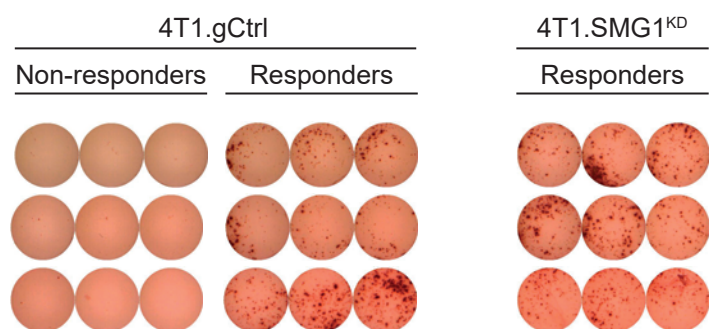 4T1.gCtrl
4T1.SMG1ᴷᴰ
Non-responders
Responders
Responders